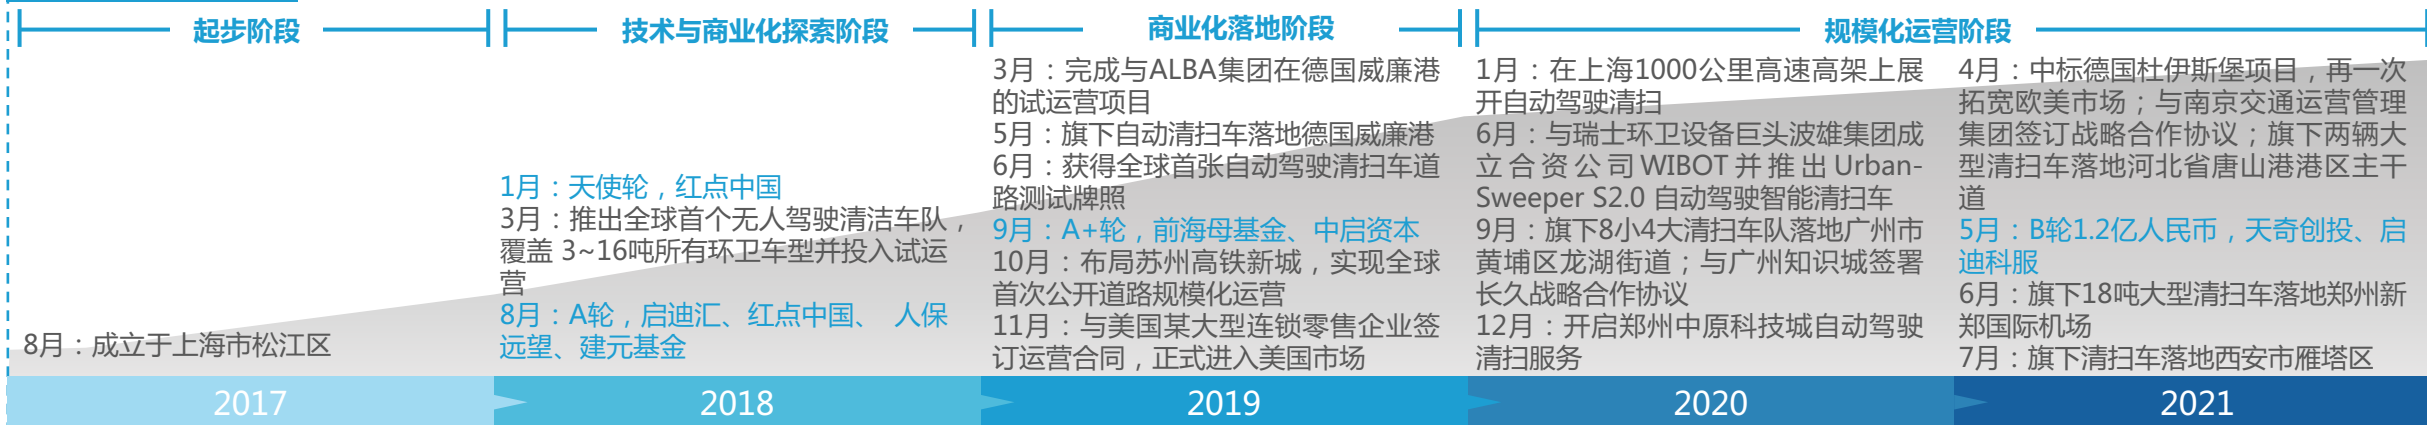 起步阶段
8月：成立于上海市松江区
2017
技术与商业化探索阶段
1月：天使轮，红点中国
3月：推出全球首个无人驾驶清洁车队，
覆盖 3~16吨所有环卫车型并投入试运
营
8月：A轮，启迪汇、红点中国、 人保
远望、建元基金
2018
商业化落地阶段
3月：完成与ALBA集团在德国威廉港
的试运营项目
5月：旗下自动清扫车落地德国威廉港
6月：获得全球首张自动驾驶清扫车道
路测试牌照
9月：A+轮，前海母基金、中启资本
10月：布局苏州高铁新城，实现全球
首次公开道路规模化运营
11月：与美国某大型连锁零售企业签
订运营合同，正式进入美国市场
2019
规模化运营阶段
1月：在上海1000公里高速高架上展
开自动驾驶清扫
6月：与瑞士环卫设备巨头波雄集团成
立合资公司WIBOT并推出Urban-
Sweeper S2.0 自动驾驶智能清扫车
9月：旗下8小4大清扫车队落地广州市
黄埔区龙湖街道；与广州知识城签署
长久战略合作协议
12月：开启郑州中原科技城自动驾驶
清扫服务
2020
4月：中标德国杜伊斯堡项目，再一次
拓宽欧美市场；与南京交通运营管理
集团签订战略合作协议；旗下两辆大
型清扫车落地河北省唐山港港区主干
道
5月：B轮1.2亿人民币，天奇创投、启
迪科服
6月：旗下18吨大型清扫车落地郑州新
郑国际机场
7月：旗下清扫车落地西安市雁塔区
2021